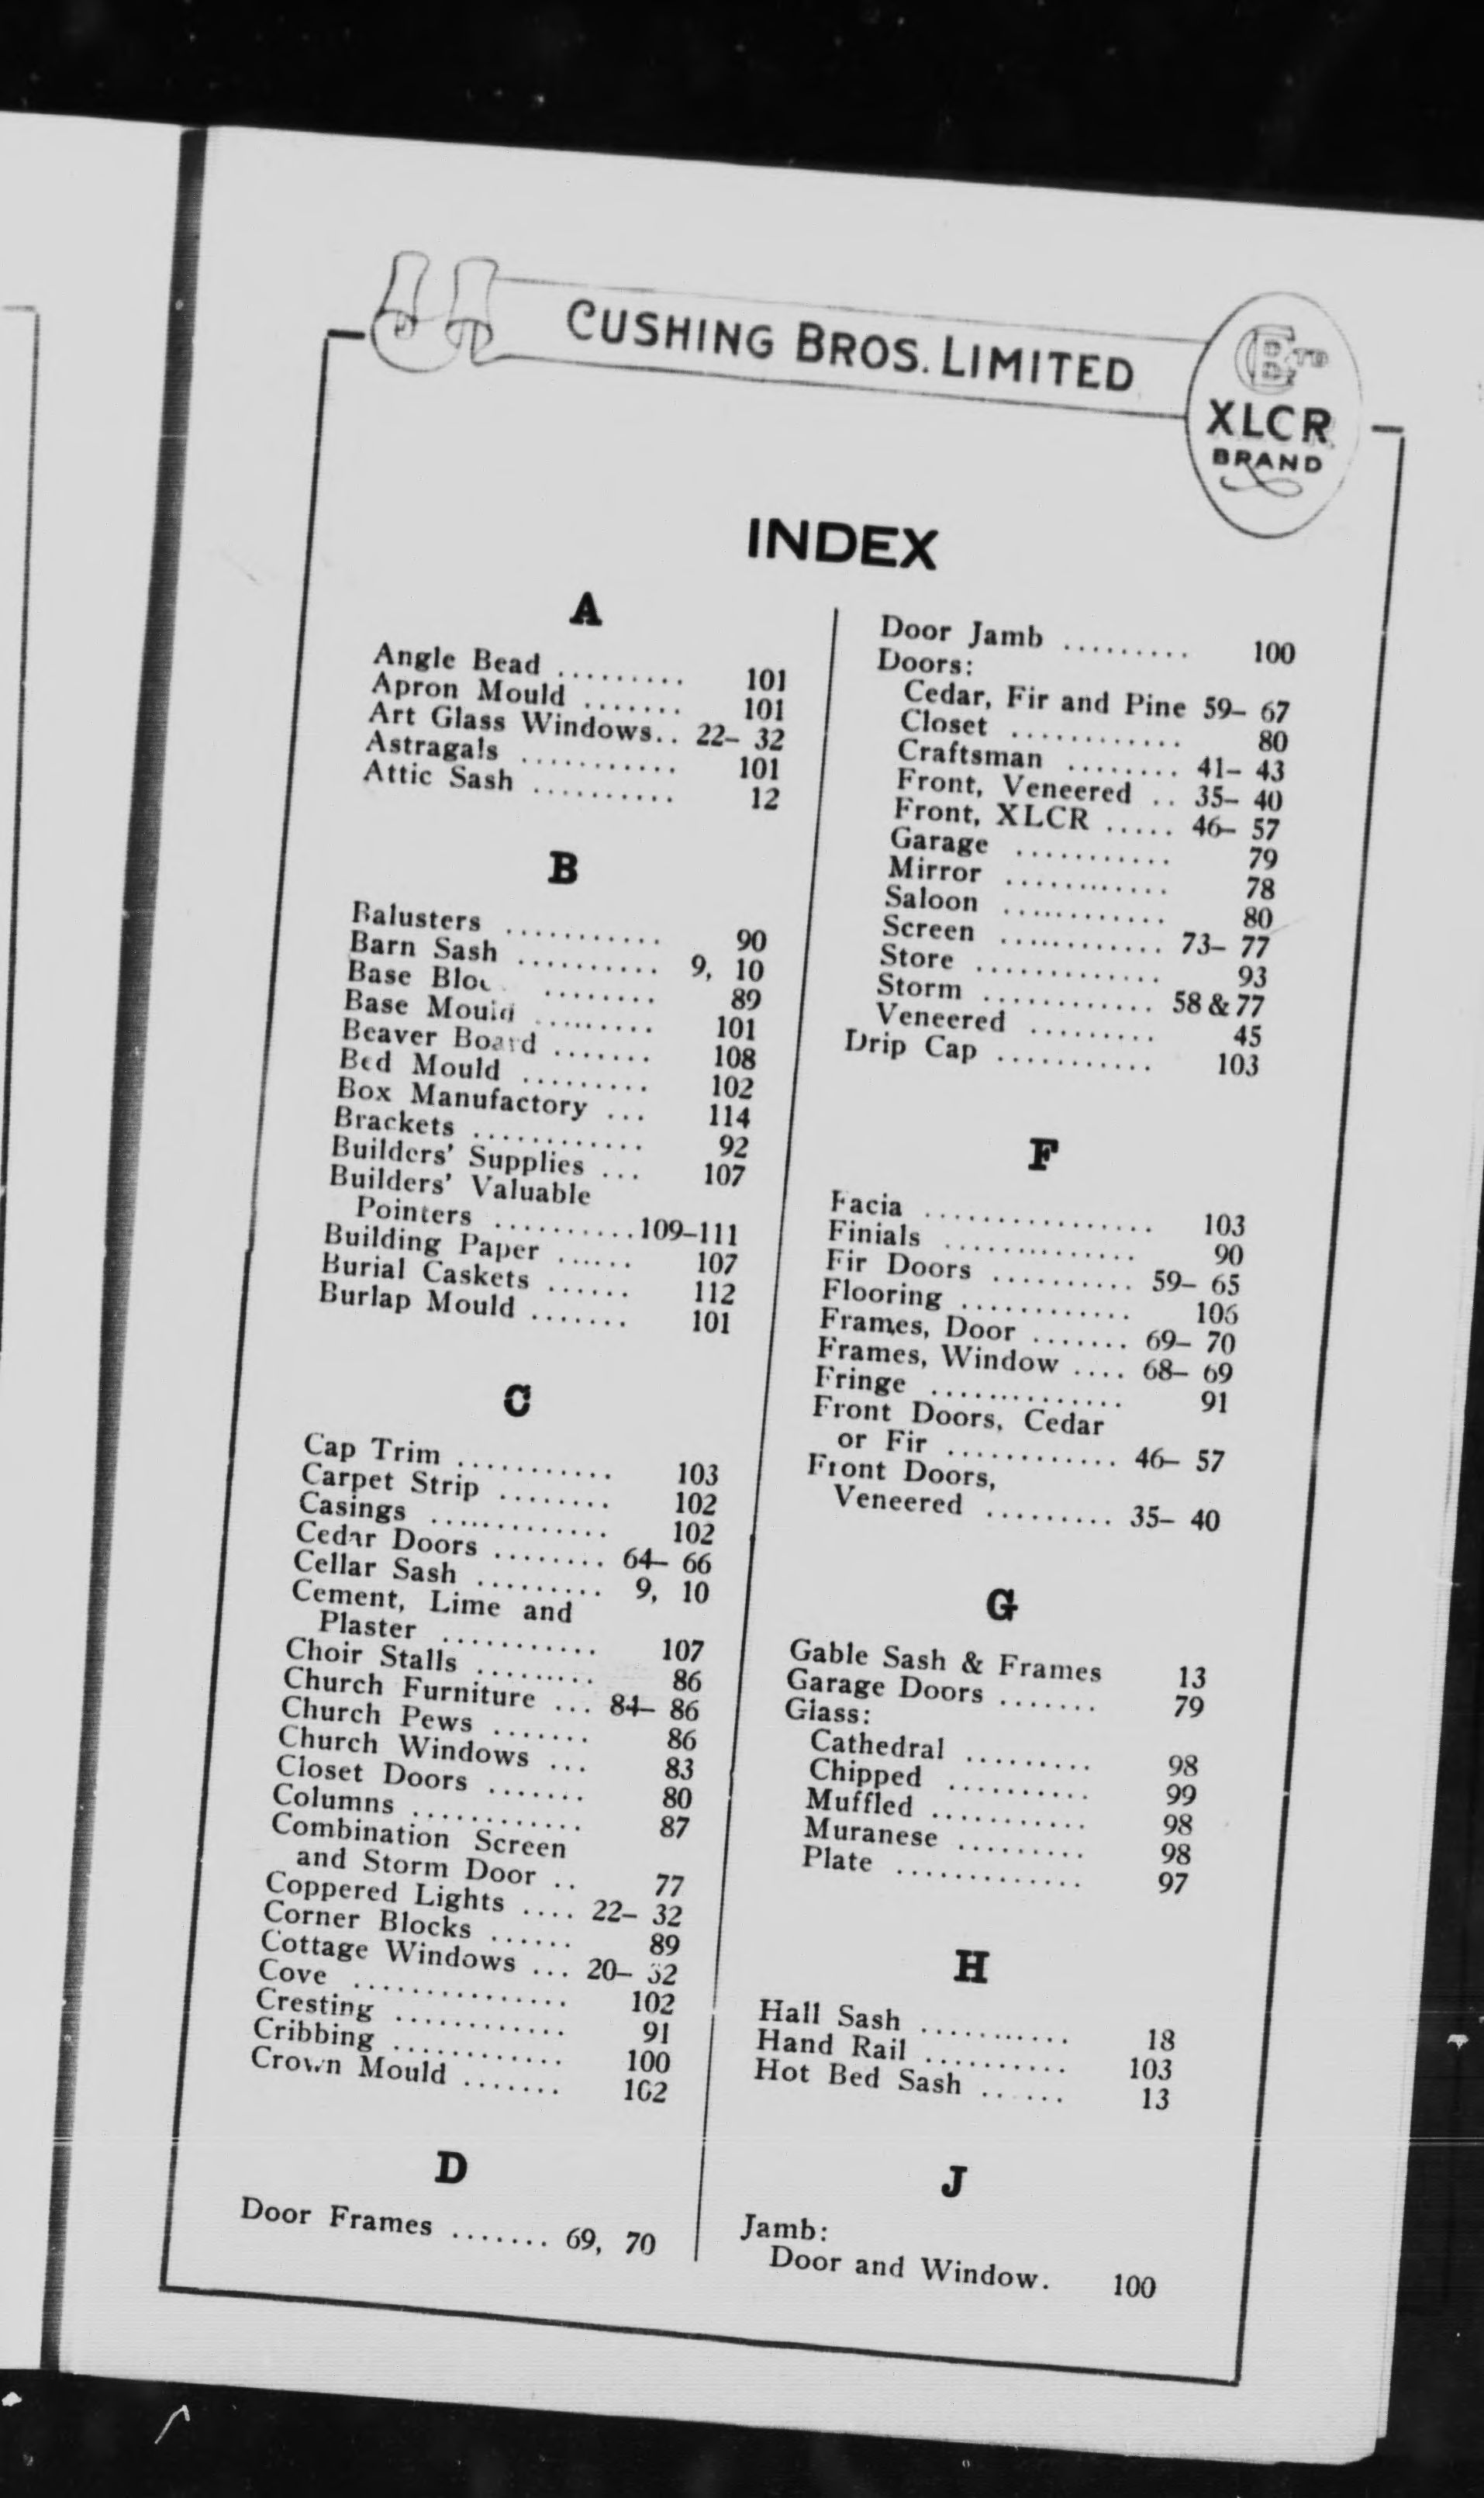 CUSHING BROS. LIMITED
XLCR
BRAND
INDEX
A
Angle Bead ......... 101
Apron Mould ....... 101
Art Glass Windows.. 22– 32
Astragals ........... 101
Attic Sash .......... 12
B
Balusters ........... 90
Barn Sash .......... 9, 10
Base ........ 89
Base Mould ......... 101
Beaver Board ....... 108
Bed Mould ......... 102
Box Manufactory ... 114
Brackets ............ 92
Builders' Supplies ... 107
Builders' Valuable
Pointers ..........109–111
Building Paper ...... 107
Burial Caskets ...... 112
Burlap Mould ....... 101
C
Cap Trim ........... 103
Carpet Strip ........ 102
Casings ............. 102
Cedar Doors ........ 64– 66
Cellar Sash ......... 9, 10
Cement, Lime and
Plaster ........... 107
Choir Stalls ......... 86
Church Furniture ... 84– 86
Church Pews ....... 86
Church Windows ... 83
Closet Doors ....... 80
Columns ............ 87
Combination Screen
and Storm Door .. 77
Coppered Lights .... 22– 32
Corner Blocks ...... 89
Cottage Windows ... 20– 32
Cove ............... 102
Cresting ............ 91
Cribbing ............ 100
Crown Mould ....... 102
D
Door Frames ....... 69, 70
Door Jamb ......... 100
Doors:
Cedar, Fir and Pine 59– 67
Closet ............ 80
Craftsman ........ 41– 43
Front, Veneered .. 35– 40
Front, XLCR ..... 46– 57
Garage ........... 79
Mirror ............ 78
Saloon ............ 80
Screen ............ 73– 77
Store ............. 93
Storm ............ 58 & 77
Veneered ......... 45
Drip Cap ........... 103
F
Facia ................ 103
Finials .............. 90
Fir Doors .......... 59– 65
Flooring ............ 106
Frames, Door ....... 69– 70
Frames, Window .... 68– 69
Fringe .............. 91
Front Doors, Cedar
or Fir ............ 46– 57
Front Doors,
Veneered ......... 35– 40
G
Gable Sash & Frames 13
Garage Doors ....... 79
Glass:
Cathedral ......... 98
Chipped .......... 99
Muffled ........... 98
Muranese ......... 98
Plate ............. 97
H
Hall Sash ........... 18
Hand Rail .......... 103
Hot Bed Sash ...... 13
J
Jamb:
Door and Window. 100